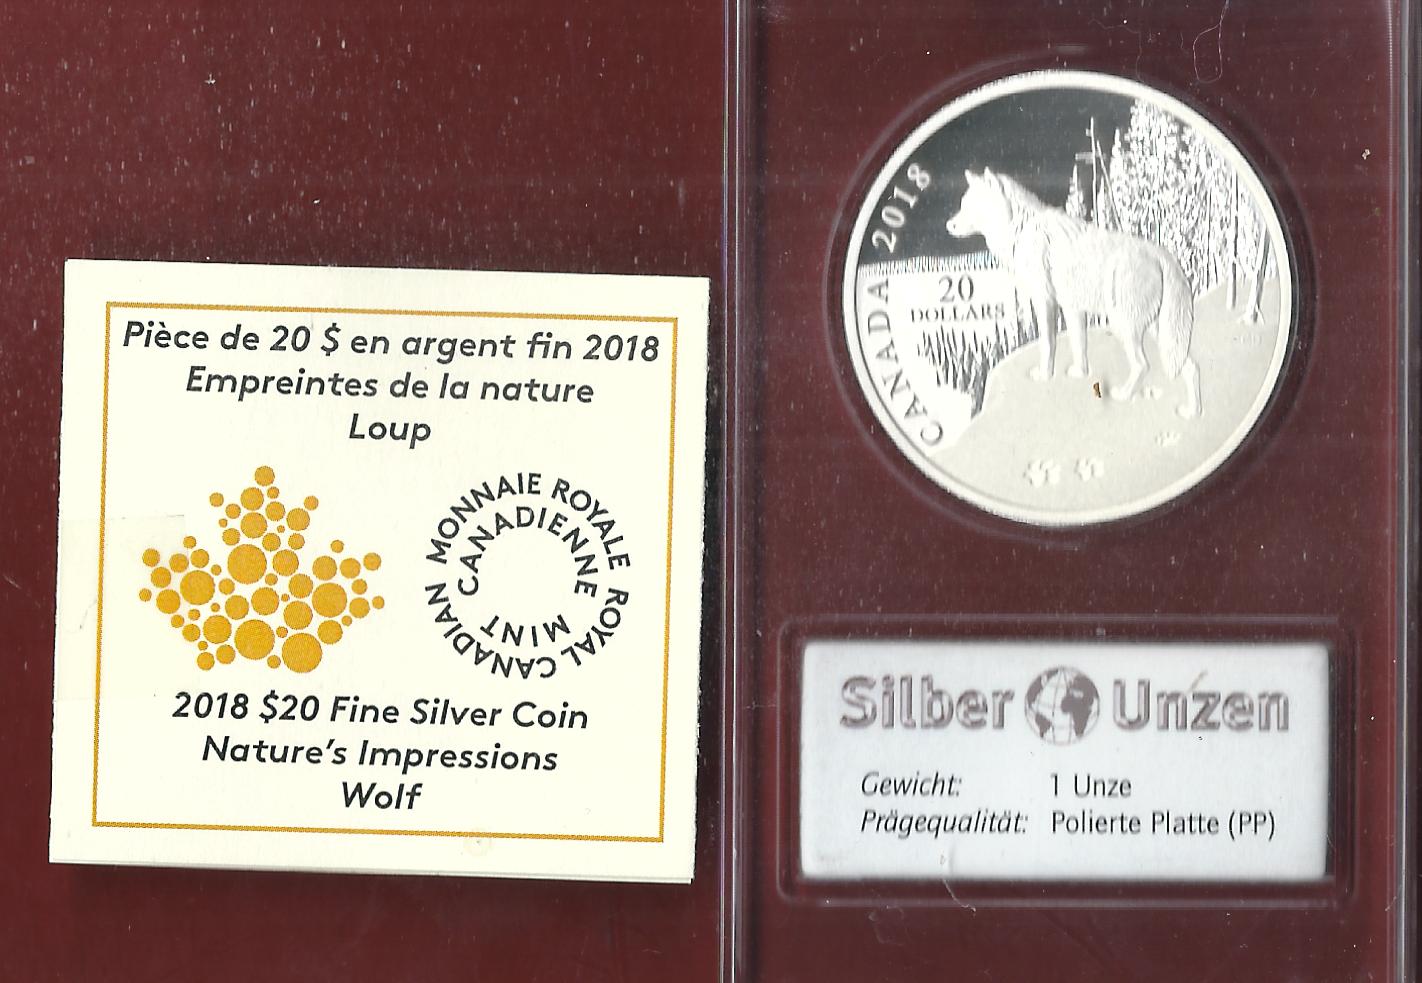 Pièce de 20 $ en argent fin 2018
Empreintes de la nature
Loup
MONNAIE ROYALE
CANADIENNE
ROYAL CANADIAN
MINT
2018 $20 Fine Silver Coin
Nature's Impressions
Wolf
CANADA 2018
20
DOLLARS
Silber Unzen
Gewicht: 1 Unze
Prägequalität: Polierte Platte (PP)